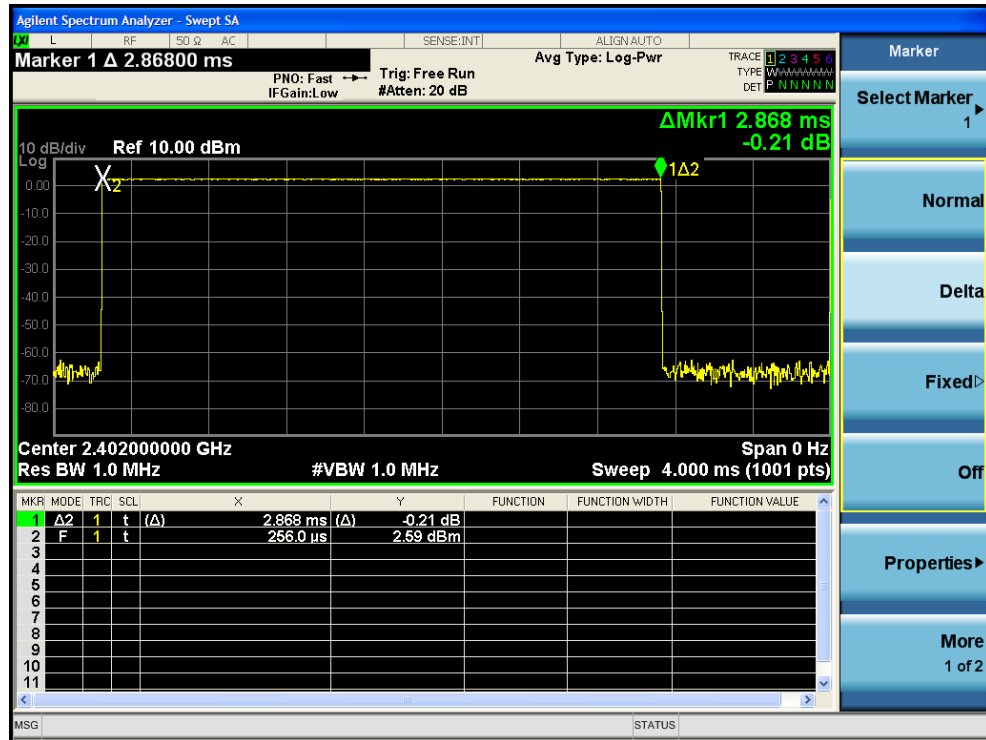 Agilent Spectrum Analyzer - Swept SA
LXI L RF 50 Ω AC SENSE:INT ALIGN AUTO
Marker 1 Δ 2.86800 ms
PNO: Fast
IFGain:Low
Trig: Free Run
#Atten: 20 dB
Avg Type: Log-Pwr
TRACE 1 2 3 4 5 6
TYPE
DET P N N N N N
ΔMkr1 2.868 ms
-0.21 dB
10 dB/div Ref 10.00 dBm
Log
0.00
-10.0
-20.0
-30.0
-40.0
-50.0
-60.0
-70.0
-80.0
X2
1Δ2
Center 2.402000000 GHz Span 0 Hz
Res BW 1.0 MHz #VBW 1.0 MHz Sweep 4.000 ms (1001 pts)
MKR MODE TRC SCL X Y FUNCTION FUNCTION WIDTH FUNCTION VALUE
1 Δ2 1 t (Δ) 2.868 ms (Δ) -0.21 dB
2 F 1 t 256.0 µs 2.59 dBm
3
4
5
6
7
8
9
10
11
MSG STATUS
Marker
Select Marker
1
Normal
Delta
Fixed
Off
Properties
More
1 of 2